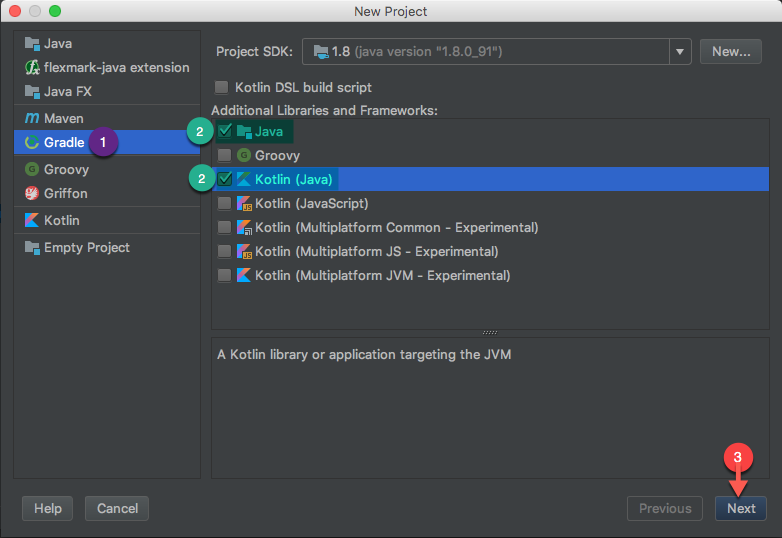 New Project
Java
flexmark-java extension
Java FX
Maven
Gradle 1
Groovy
Griffon
Kotlin
Empty Project
Project SDK: 1.8 (java version "1.8.0_91") New...
Kotlin DSL build script
Additional Libraries and Frameworks:
2 Java
G Groovy
2 Kotlin (Java)
Kotlin (JavaScript)
Kotlin (Multiplatform Common - Experimental)
Kotlin (Multiplatform JS - Experimental)
Kotlin (Multiplatform JVM - Experimental)
A Kotlin library or application targeting the JVM
3
Help Cancel Previous Next